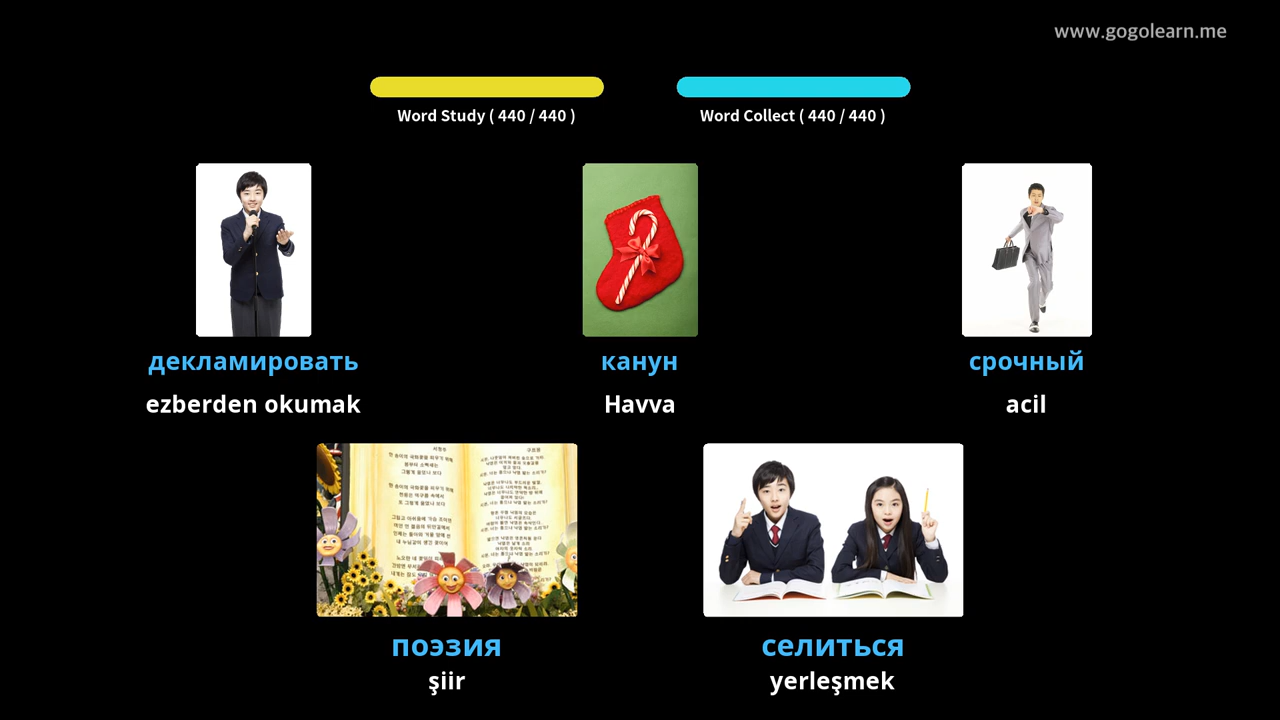 www.gogolearn.me
Word Study ( 440 / 440 )
Word Collect ( 440 / 440 )
декламировать
канун
срочный
ezberden okumak
Havva
acil
поэзия
селиться
şiir
yerleşmek